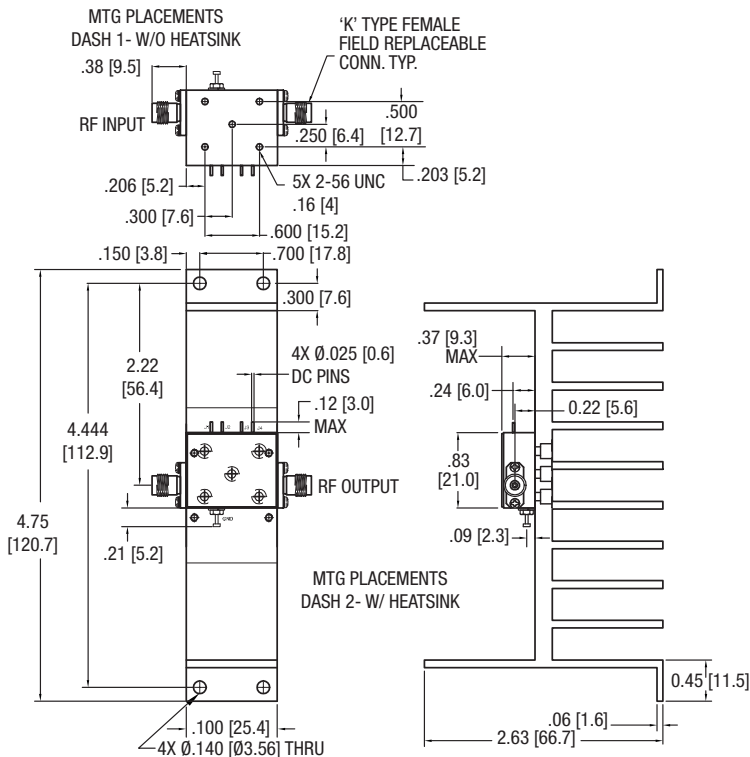 MTG PLACEMENTS
DASH 1- W/O HEATSINK
.38 [9.5]
RF INPUT
'K' TYPE FEMALE
FIELD REPLACEABLE
CONN. TYP.
.500
[12.7]
.250 [6.4]
.203 [5.2]
.206 [5.2]
5X 2-56 UNC
.16 [4]
.300 [7.6]
.600 [15.2]
.150 [3.8]
.700 [17.8]
.300 [7.6]
2.22
[56.4]
4X Ø.025 [0.6]
DC PINS
.12 [3.0]
MAX
4.444
[112.9]
RF OUTPUT
4.75
[120.7]
.21 [5.2]
GND
MTG PLACEMENTS
DASH 2- W/ HEATSINK
.100 [25.4]
4X Ø.140 [Ø3.56] THRU
.37 [9.3]
MAX
.24 [6.0]
0.22 [5.6]
.83
[21.0]
.09 [2.3]
0.45 [11.5]
.06 [1.6]
2.63 [66.7]